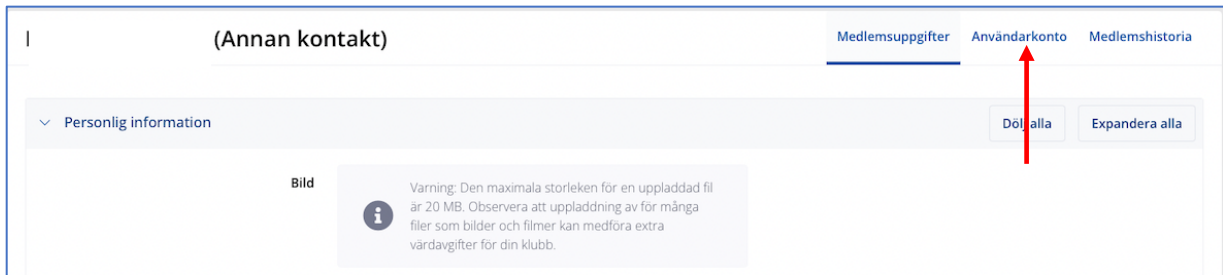 (Annan kontakt)
Medlemsuppgifter Användarkonto Medlemshistoria
Personlig information
Dölj alla Expandera alla
Bild
Varning: Den maximala storleken för en uppladdad fil
är 20 MB. Observera att uppladdning av för många
filer som bilder och filmer kan medföra extra
värdavgifter för din klubb.